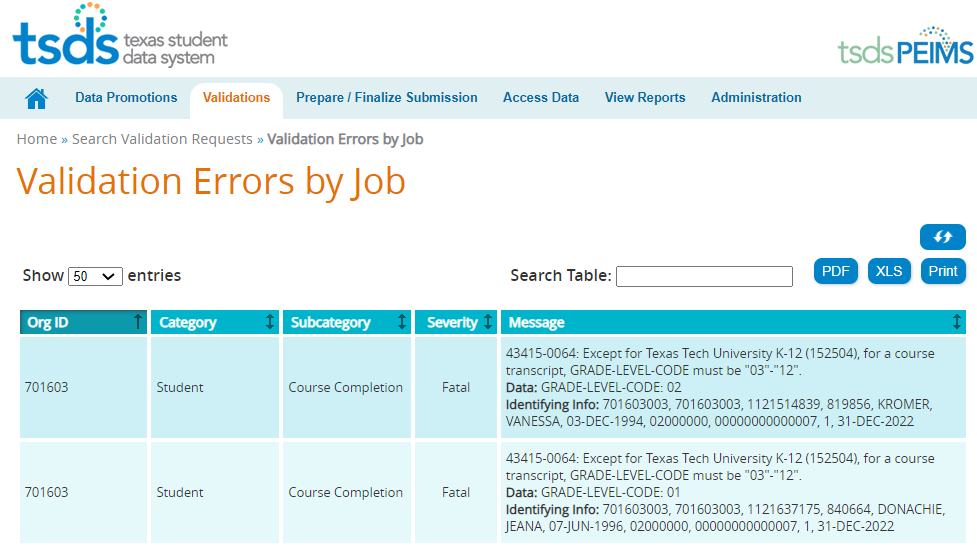 tsds texas student
data system
tsds PEIMS
Data Promotions Validations Prepare / Finalize Submission Access Data View Reports Administration
Home » Search Validation Requests » Validation Errors by Job
Validation Errors by Job
Show 50 entries Search Table: PDF XLS Print
Org ID Category Subcategory Severity Message
43415-0064: Except for Texas Tech University K-12 (152504), for a course
transcript, GRADE-LEVEL-CODE must be "03"-"12".
701603 Student Course Completion Fatal Data: GRADE-LEVEL-CODE: 02
Identifying Info: 701603003, 701603003, 1121514839, 819856, KROMER,
VANESSA, 03-DEC-1994, 02000000, 00000000000007, 1, 31-DEC-2022
43415-0064: Except for Texas Tech University K-12 (152504), for a course
transcript, GRADE-LEVEL-CODE must be "03"-"12".
701603 Student Course Completion Fatal Data: GRADE-LEVEL-CODE: 01
Identifying Info: 701603003, 701603003, 1121637175, 840664, DONACHIE,
JEANA, 07-JUN-1996, 02000000, 00000000000007, 1, 31-DEC-2022